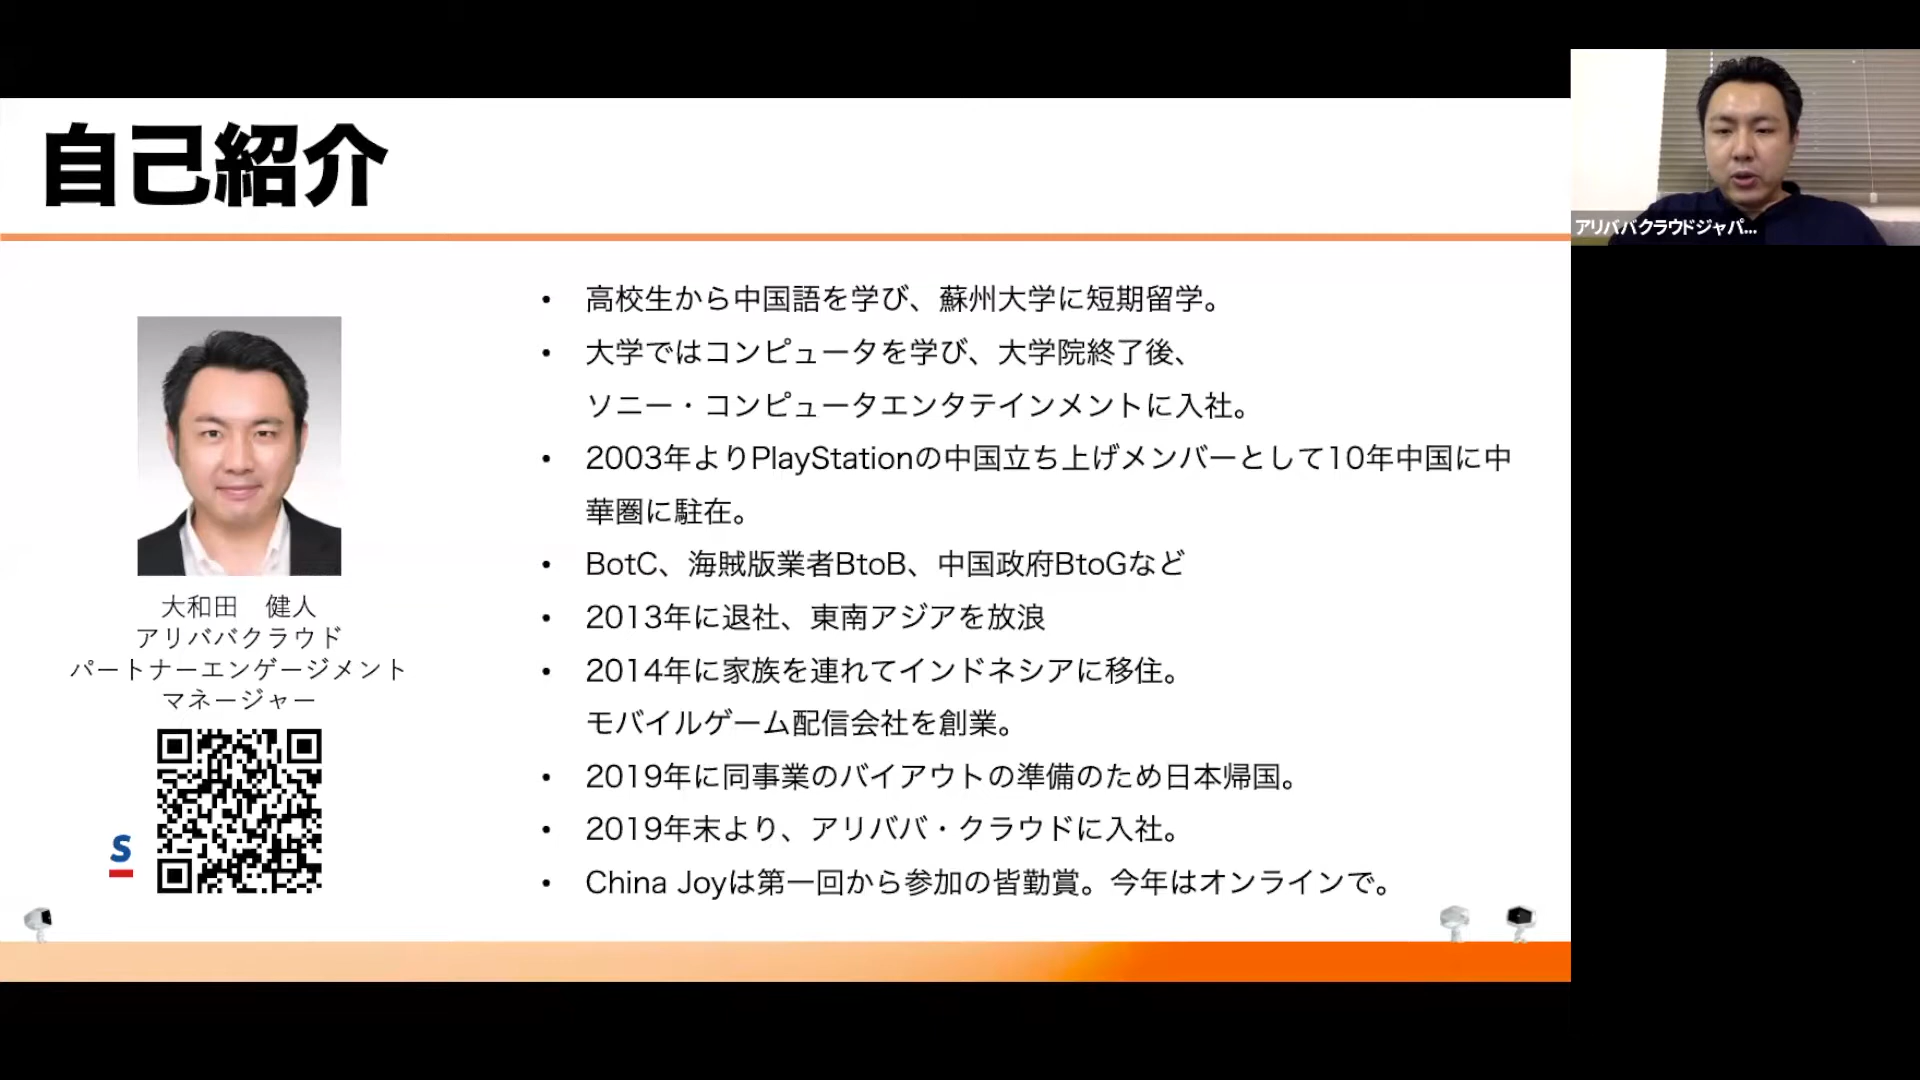 自己紹介
アリババクラウドジャパ...
• 高校生から中国語を学び、蘇州大学に短期留学。
• 大学ではコンピュータを学び、大学院終了後、
ソニー・コンピュータエンタテインメントに入社。
• 2003年よりPlayStationの中国立ち上げメンバーとして10年中国に中
華圏に駐在。
• BotC、海賊版業者BtoB、中国政府BtoGなど
• 2013年に退社、東南アジアを放浪
• 2014年に家族を連れてインドネシアに移住。
モバイルゲーム配信会社を創業。
• 2019年に同事業のバイアウトの準備のため日本帰国。
• 2019年末より、アリババ・クラウドに入社。
• China Joyは第一回から参加の皆勤賞。今年はオンラインで。
大和田　健人
アリババクラウド
パートナーエンゲージメント
マネージャー
S